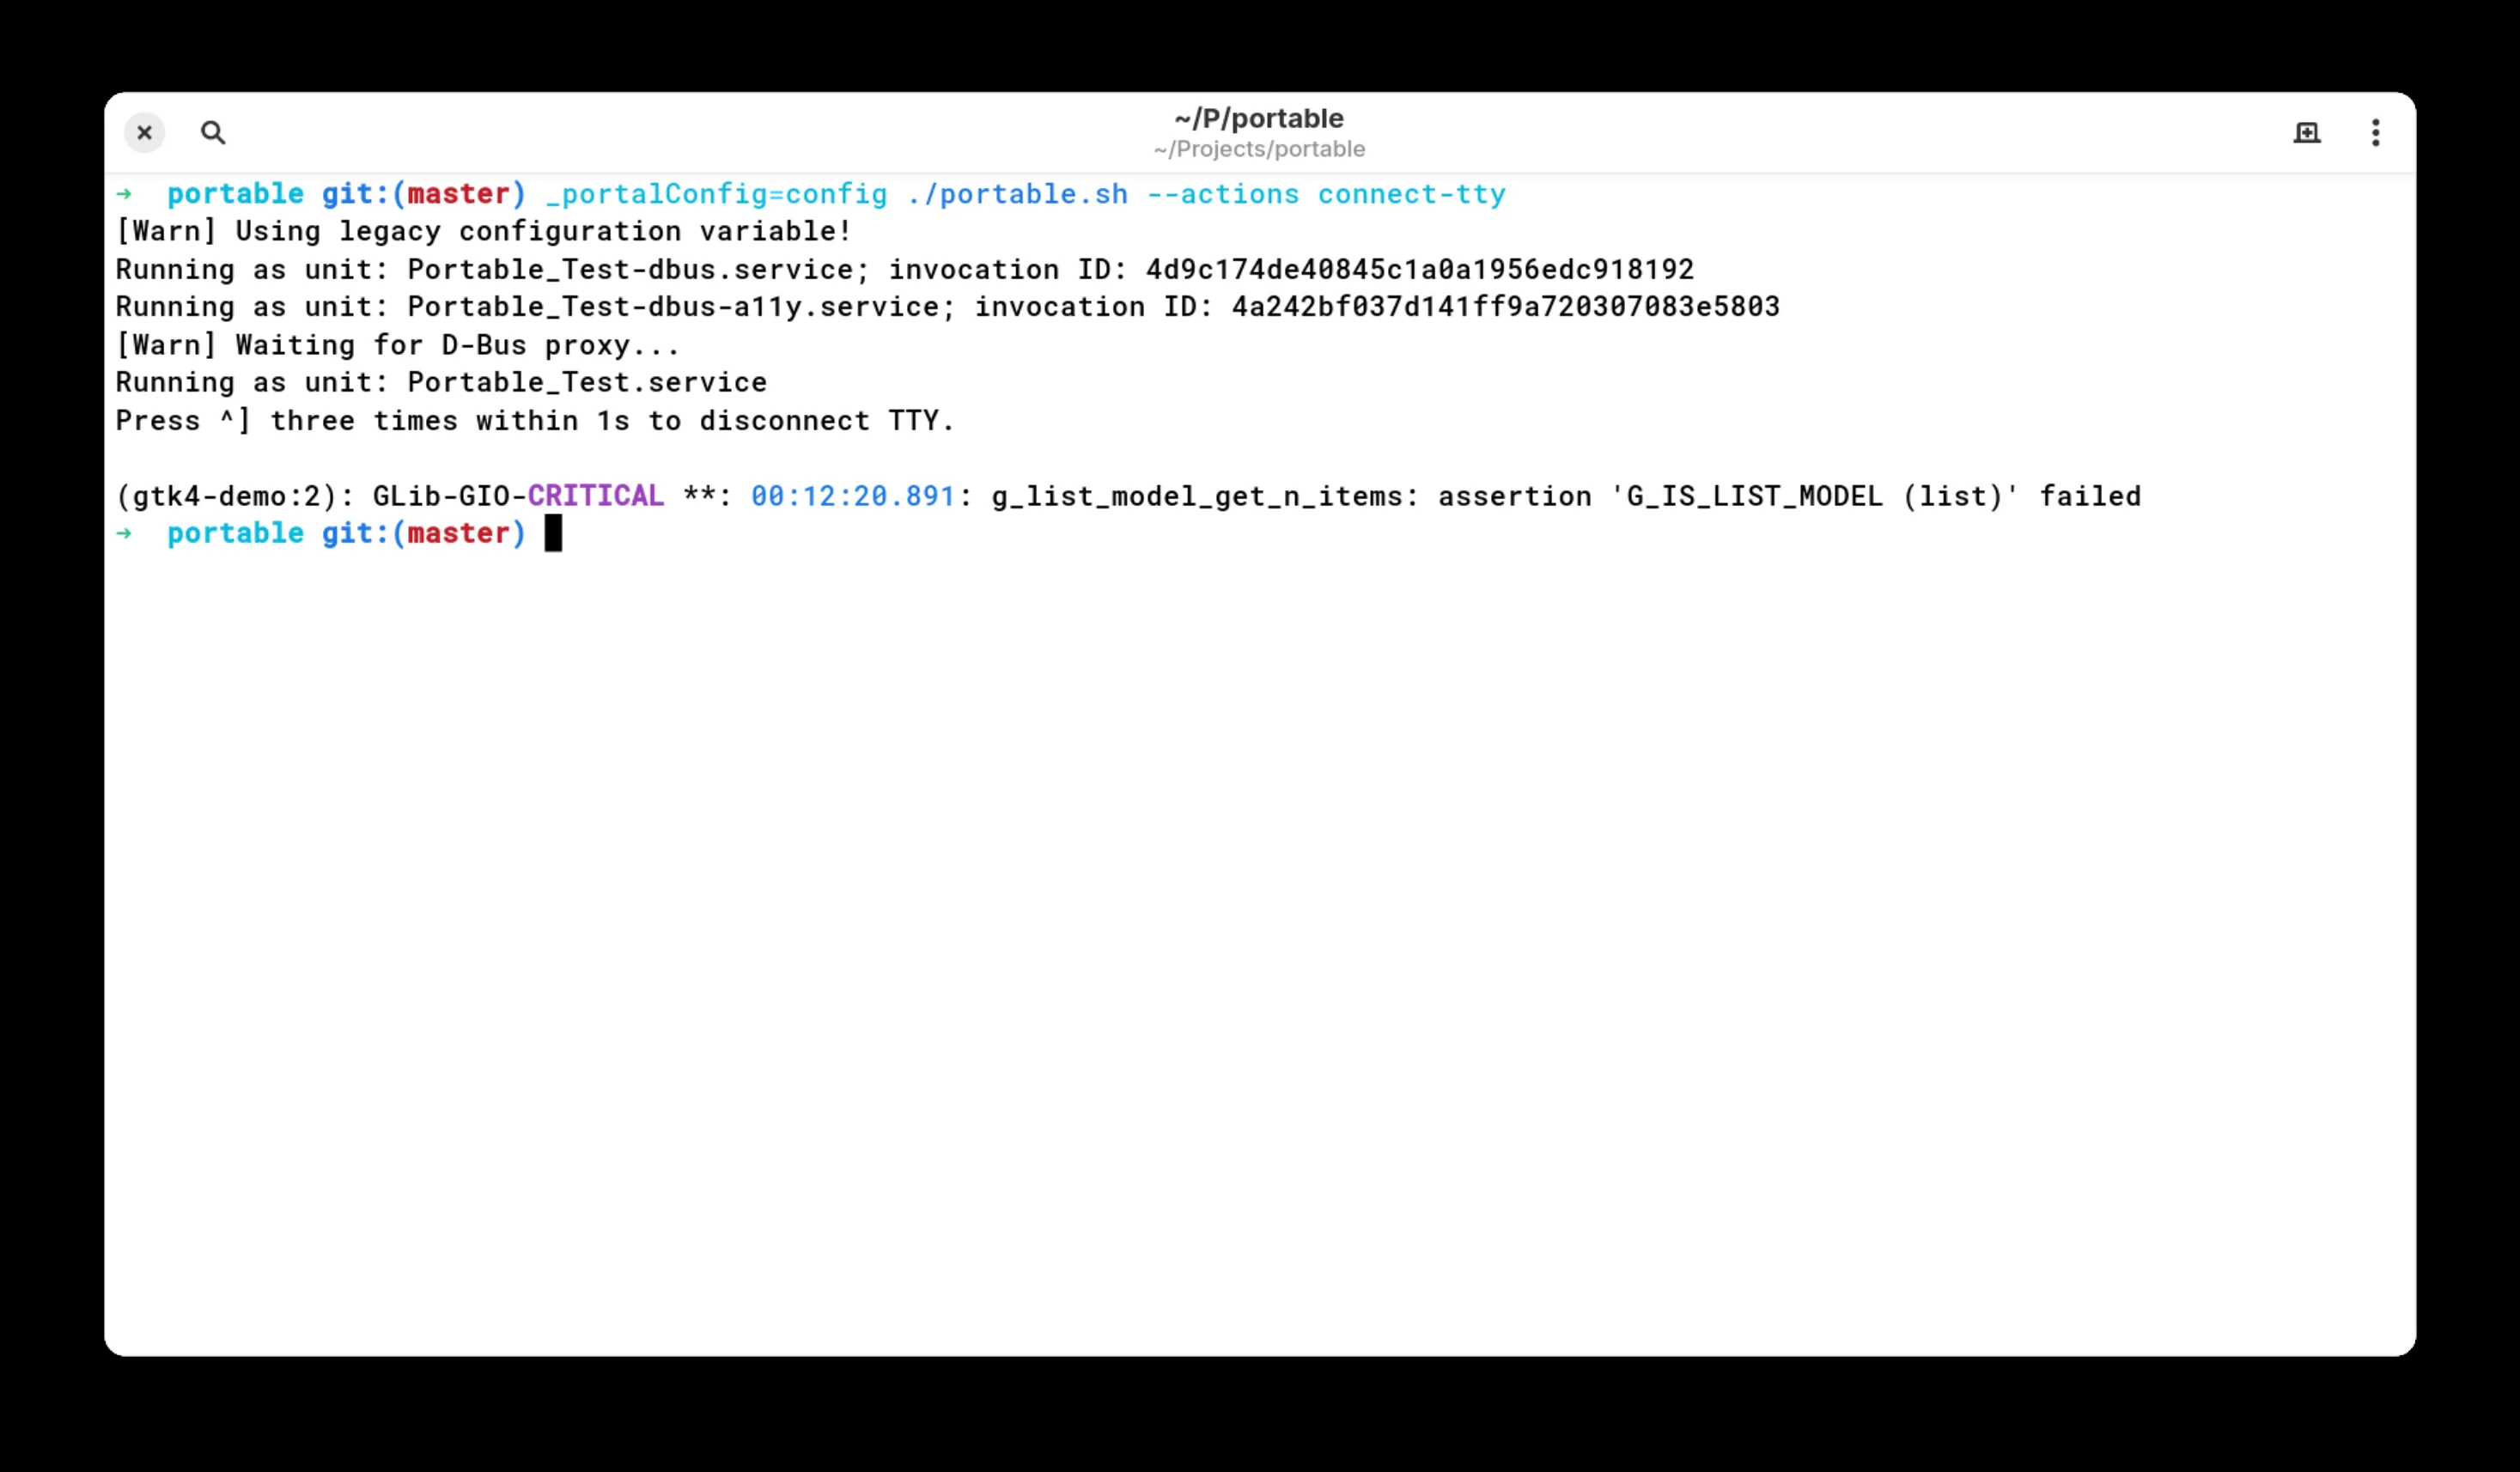 ~/P/portable
~/Projects/portable
→ portable git:(master) _portalConfig=config ./portable.sh --actions connect-tty
[Warn] Using legacy configuration variable!
Running as unit: Portable_Test-dbus.service; invocation ID: 4d9c174de40845c1a0a1956edc918192
Running as unit: Portable_Test-dbus-a11y.service; invocation ID: 4a242bf037d141ff9a720307083e5803
[Warn] Waiting for D-Bus proxy...
Running as unit: Portable_Test.service
Press ^] three times within 1s to disconnect TTY.
(gtk4-demo:2): GLib-GIO-CRITICAL **: 00:12:20.891: g_list_model_get_n_items: assertion 'G_IS_LIST_MODEL (list)' failed
→ portable git:(master)